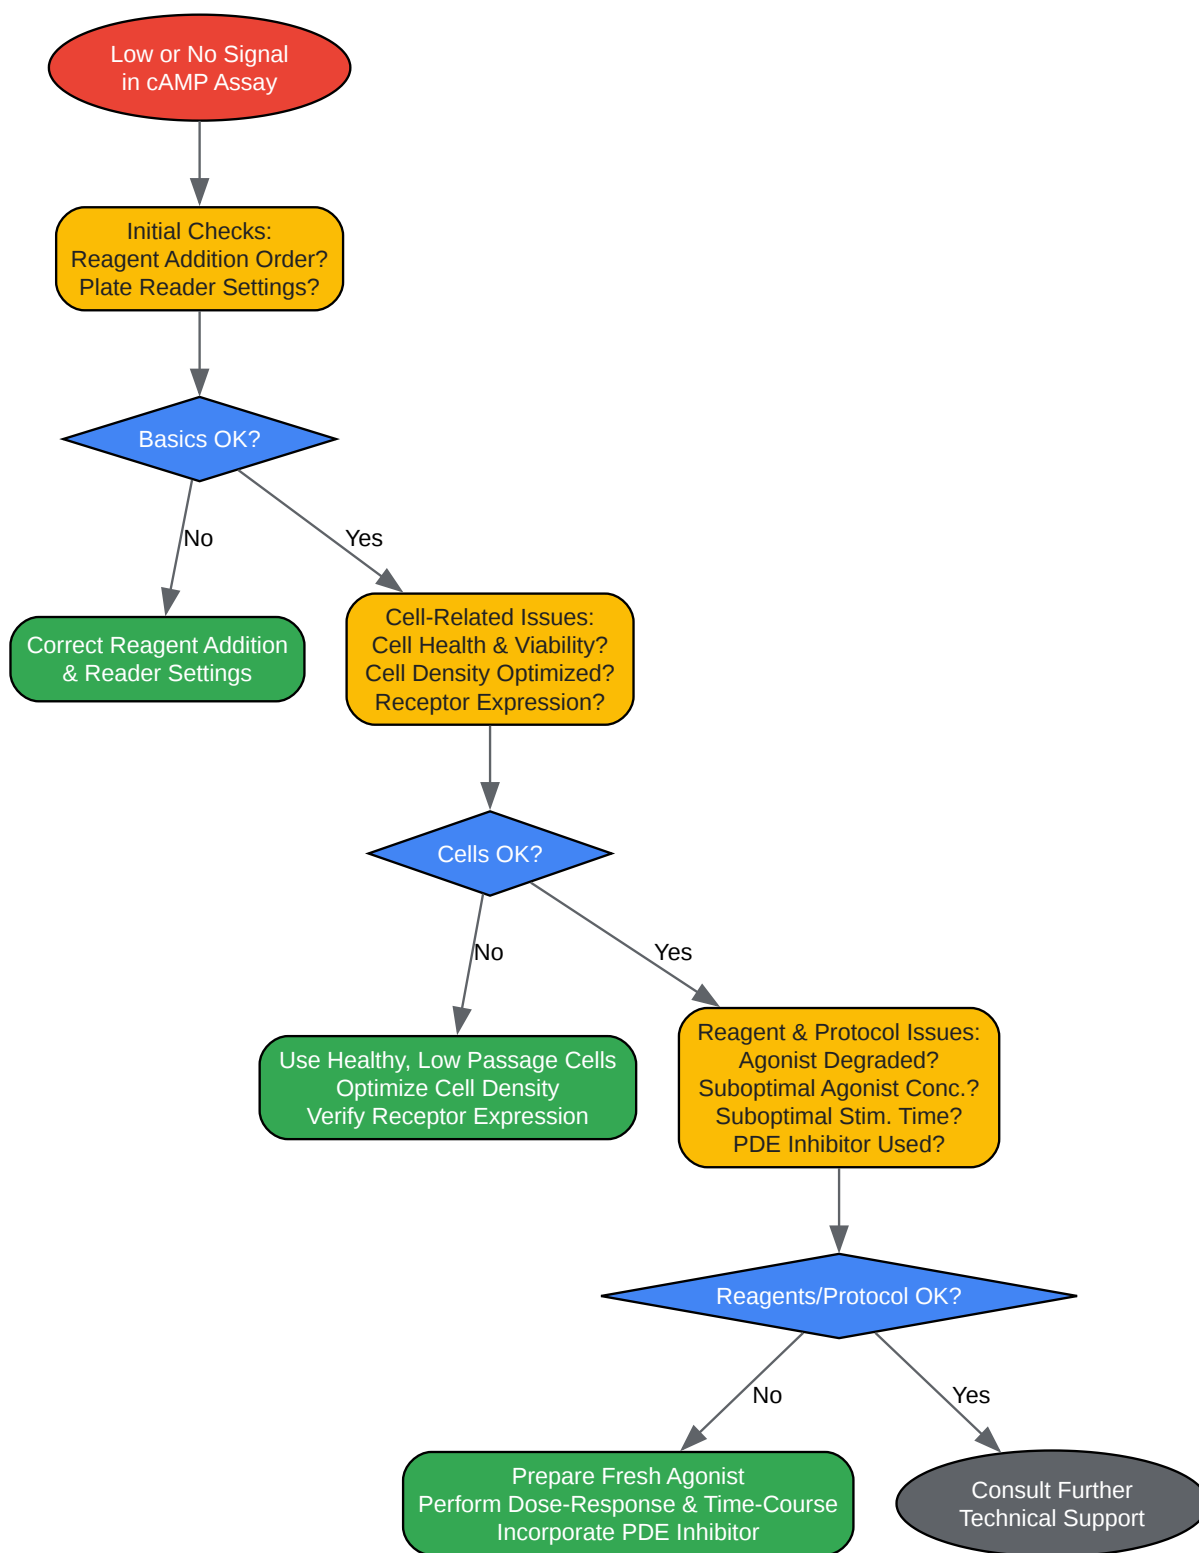 Low or No Signal
in cAMP Assay
Initial Checks:
Reagent Addition Order?
Plate Reader Settings?
Basics OK?
No
Yes
Correct Reagent Addition
& Reader Settings
Cell-Related Issues:
Cell Health & Viability?
Cell Density Optimized?
Receptor Expression?
Cells OK?
No
Yes
Use Healthy, Low Passage Cells
Optimize Cell Density
Verify Receptor Expression
Reagent & Protocol Issues:
Agonist Degraded?
Suboptimal Agonist Conc.?
Suboptimal Stim. Time?
PDE Inhibitor Used?
Reagents/Protocol OK?
No
Yes
Prepare Fresh Agonist
Perform Dose-Response & Time-Course
Incorporate PDE Inhibitor
Consult Further
Technical Support